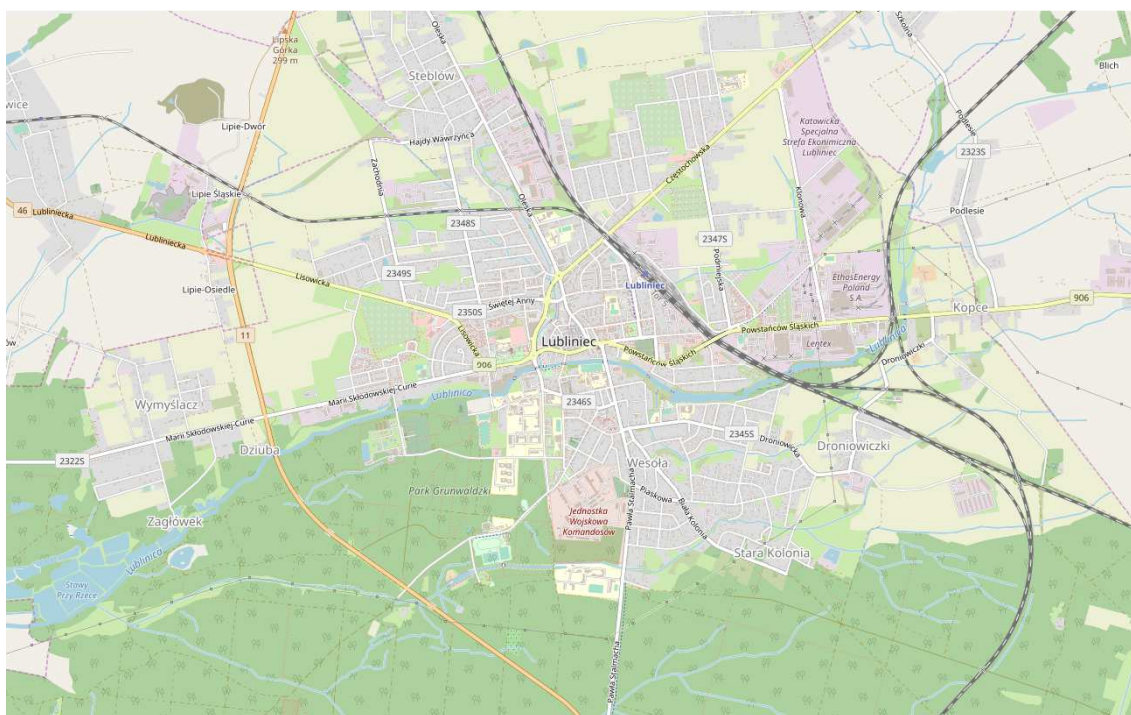 Lipska
Górka
299 m
Steblów
Oleska
Szkolna
Blich
wice
Lipie-Dwór
Hajdy-Wawrzyńca
Zachodnia
Częstochowska
Katowicka
Specjalna
Strefa Ekonomiczna
Lubliniec
Podlesie
2323S
Lipie Śląskie
Klonowa
46
Lubliniecka
Lubliniecka
2348S
Oleska
2347S
Podmiejska
Podlesie
Lisowicka
2349S
Lubliniec
EthosEnergy
Poland
S.A.
Lipie-Osiedle
Świętej Anny
2350S
Kopce
906
11
Lisowicka
Lubliniec
Powstańców Śląskich
Lentex
Lublinica
906
Powstańców Śląskich
Droniowiczki
Wymyślacz
Marii Skłodowskiej-Curie
Lublinica
2346S
Marii Skłodowskiej-Curie
2345S
Droniowicka
Droniowiczki
Dziuba
2322S
Wesoła
Park Grunwaldzki
Piaskowa
Pawła Stalmacha
Biała Kolonia
Jednostka
Wojskowa
Komandosów
Zagłówek
Stara Kolonia
Lublinica
Stawy
Przy Rzece
Pawła Stalmacha